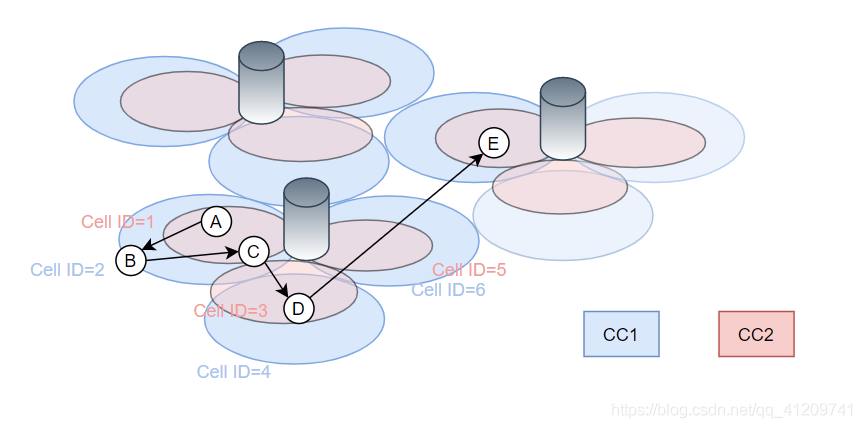 E
Cell ID=1
A
C
B
Cell ID=2
Cell ID=5
Cell ID=6
Cell ID=3
D
Cell ID=4
CC1
CC2
https://blog.csdn.net/qq_41209741